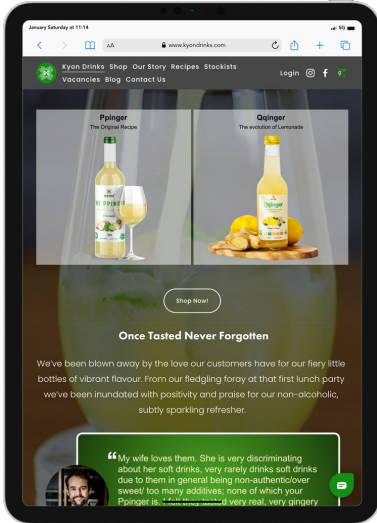 January Saturday at 11:14
5G
AA
www.kyondrinks.com
Kyon Drinks Shop Our Story Recipes Stockists
Vacancies Blog Contact Us
Login
Ppinger
The Original Recipe
Qqinger
The evolution of Lemonade
Qqinger
Shop Now!
Once Tasted Never Forgotten
We've been blown away by the love our customers have for our fiery little
bottles of vibrant flavour. From our fledgling foray at that first lunch party
we've been inundated with positivity and praise for our non-alcoholic,
subtly sparkling refresher.
“My wife loves them. She is very discriminating
about her soft drinks, very rarely drinks soft drinks
due to them in general being non-authentic/over
sweet/ too many additives; none of which your
Ppinger is. I felt they tasted very real, very gingery